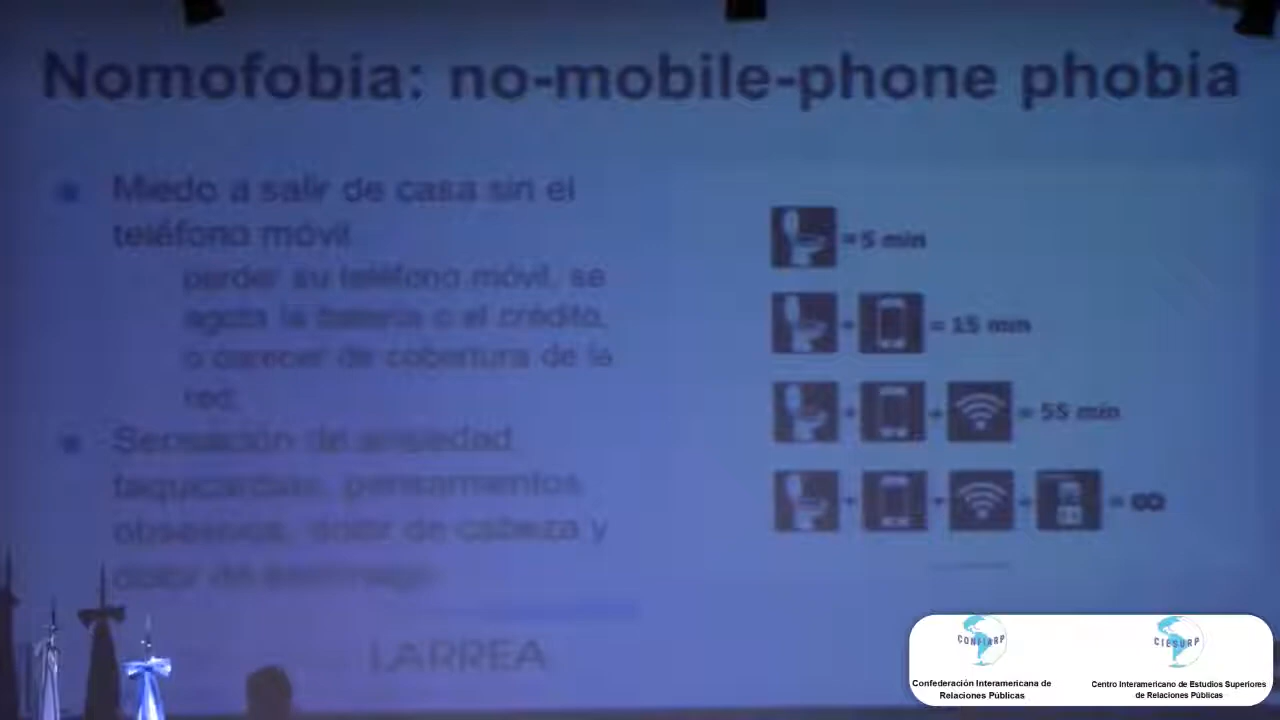 Nomofobia: no-mobile-phone phobia
Miedo a salir de casa sin el
teléfono móvil
perder su teléfono móvil, se
agota la batería o el crédito,
o carecer de cobertura de la
red.
Sensación de ansiedad
taquicardias, pensamientos
obsesivos, dolor de cabeza y
dolor de estómago
LARREA
=5 min
+ = 15 min
+ + = 55 min
+ + + = ∞
CONFIARP
Confederación Interamericana de
Relaciones Públicas
CIESURP
Centro Interamericano de Estudios Superiores
de Relaciones Públicas